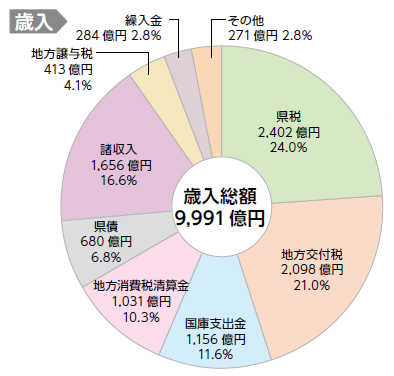 歳入
繰入金
284 億円 2.8%
その他
271 億円 2.8%
地方譲与税
413 億円
4.1%
県税
2,402 億円
24.0%
諸収入
1,656 億円
16.6%
歳入総額
9,991 億円
県債
680 億円
6.8%
地方交付税
2,098 億円
21.0%
地方消費税清算金
1,031 億円
10.3%
国庫支出金
1,156 億円
11.6%